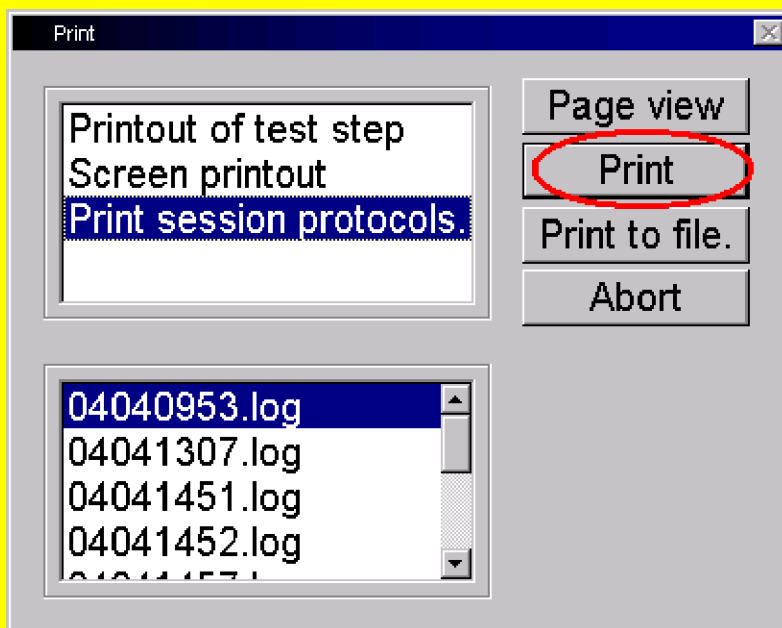 Print
Printout of test step
Screen printout
Print session protocols.
Page view
Print
Print to file.
Abort
04040953.log
04041307.log
04041451.log
04041452.log